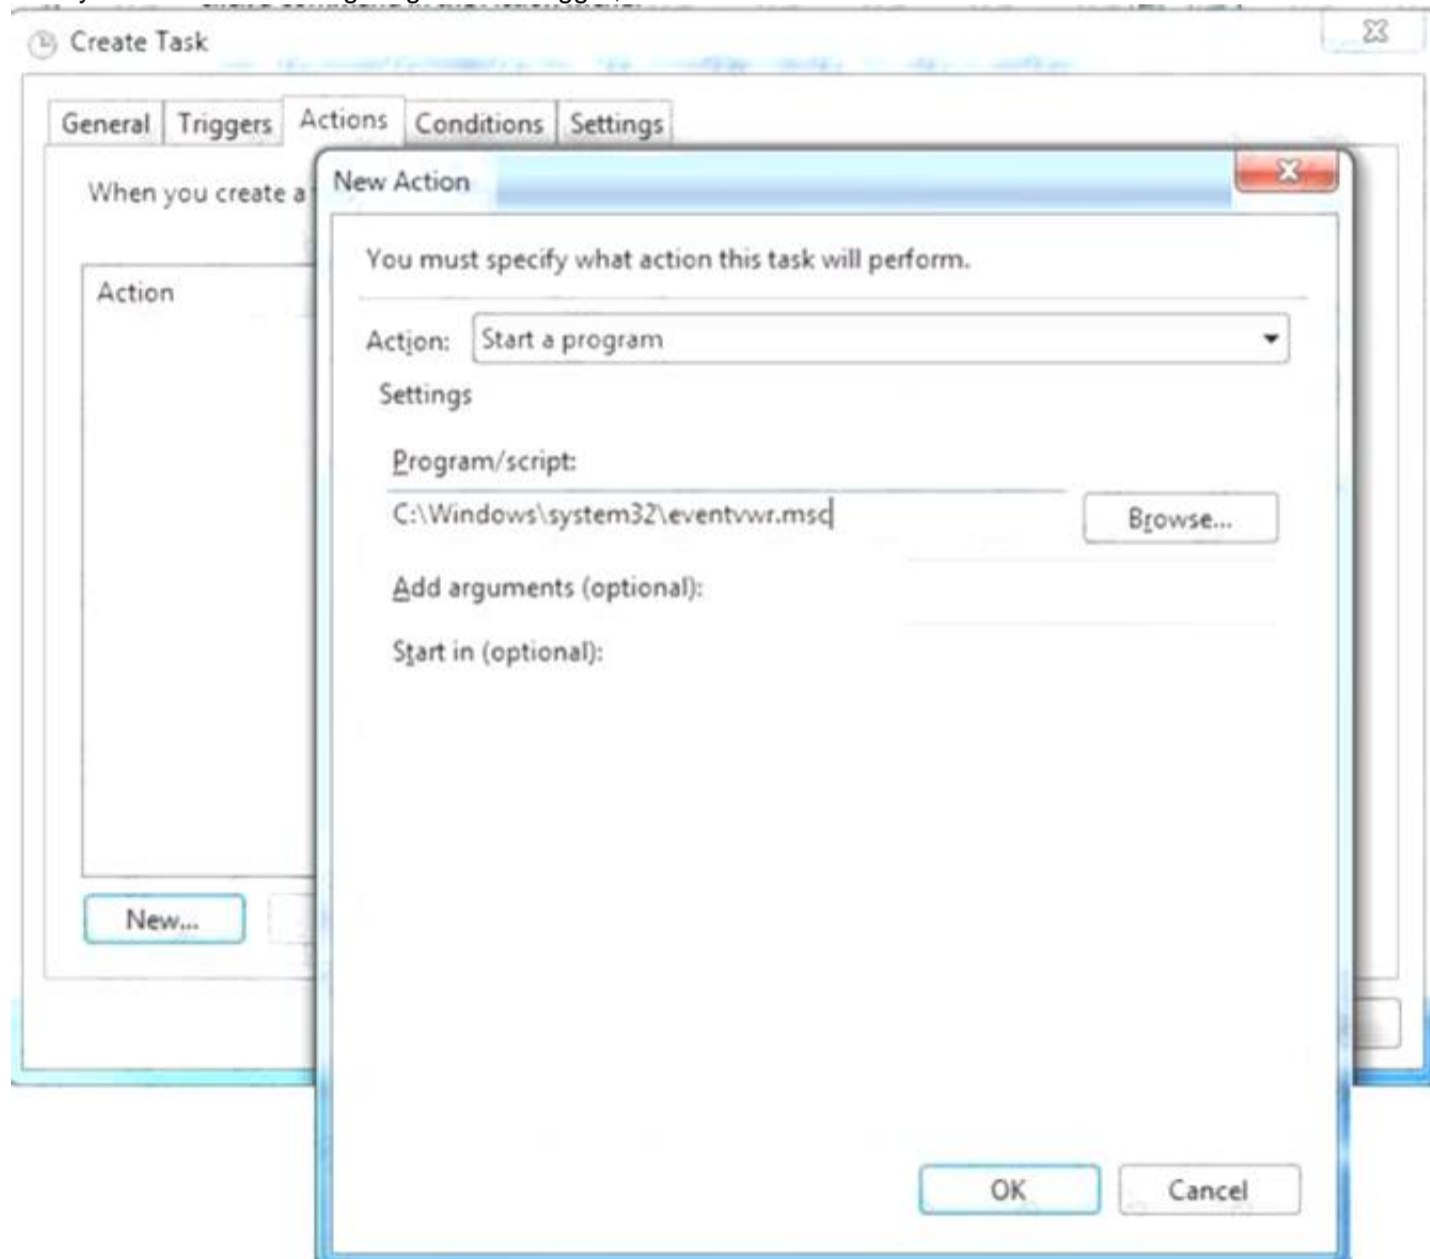 Create Task
General Triggers Actions Conditions Settings
When you create a
Action
New...
New Action
You must specify what action this task will perform.
Action: Start a program
Settings
Program/script:
C:\Windows\system32\eventvwr.msc
Browse...
Add arguments (optional):
Start in (optional):
OK Cancel